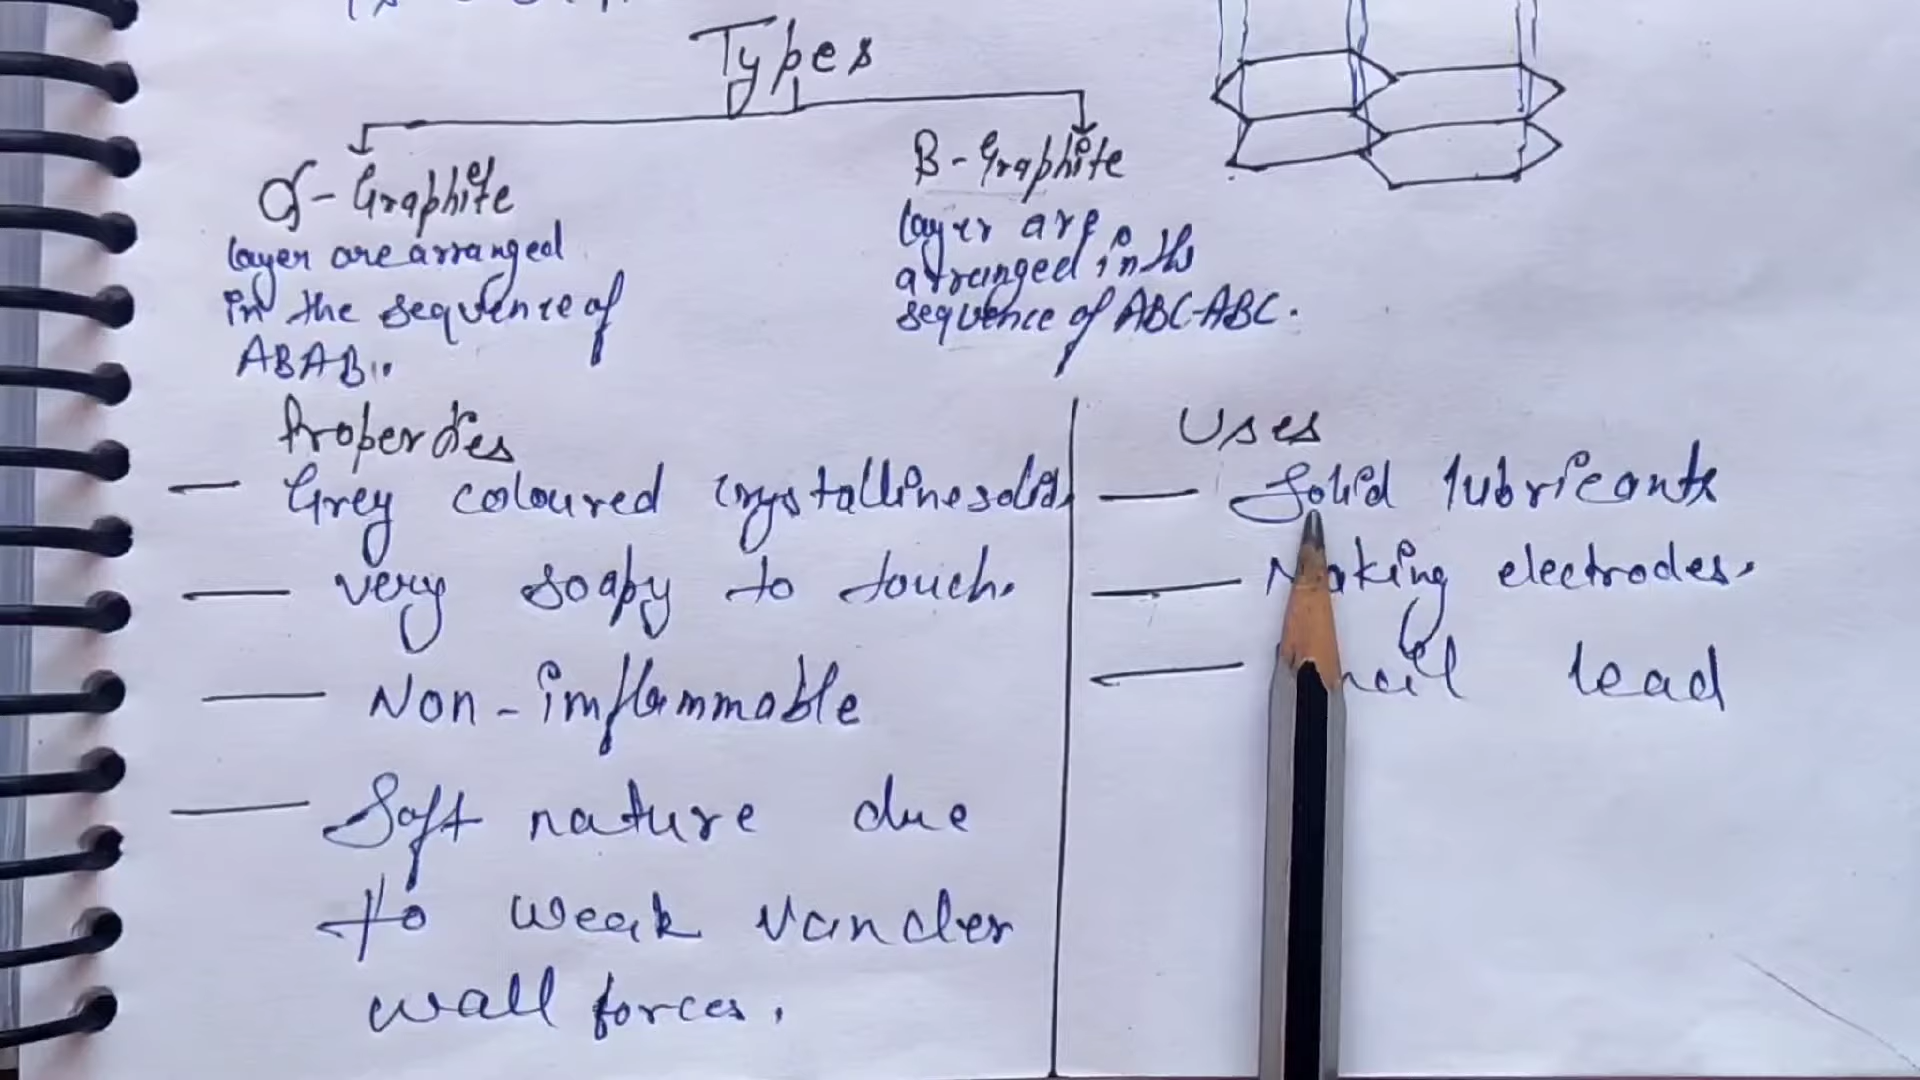 Types
α-Graphite
layer are arranged
in the sequence of
ABAB..
B-Graphite
layer are
arranged in the
sequence of ABC-ABC.
Properties
— Grey coloured crystalline solid
— very soapy to touch.
— Non-imflammable
— Soft nature due
to weak vander
wall forces.
Uses
— Solid lubricants
— Making electrodes.
— lead